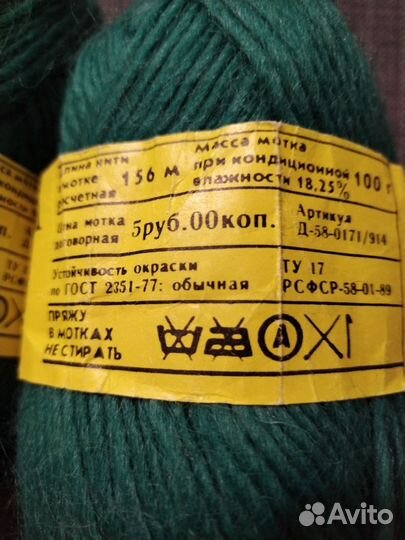 Длина нити
в мотке
расчетная
156 м
Масса мотка
при кондиционной
влажности 18,25%
100 г
Цена мотка
договорная
5руб.00коп.
Артикул
Д-58-0171/914
Устойчивость окраски
по ГОСТ 2351-77: обычная
ТУ 17
РСФСР-58-01-89
ПРЯЖУ
В МОТКАХ
НЕ СТИРАТЬ
А
Avito